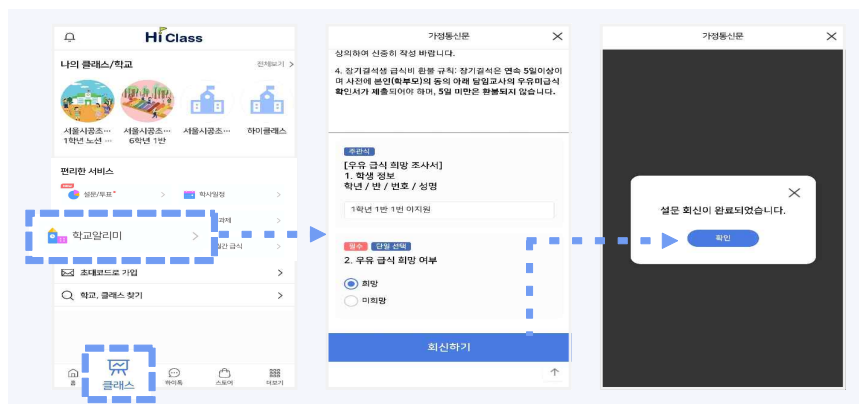 Hi Class
나의 클래스/학교
전체보기 >
서울시공초…
1학년 노션 …
서울시공초…
6학년 1반
서울시공초…
하이클래스
편리한 서비스
설문/투표
학사일정
과제
학교알리미
간 급식
초대코드로 가입
학교, 클래스 찾기
홈
클래스
하이톡
스토어
더보기
가정통신문
상의하여 신중히 작성 바랍니다.
4. 장기결석생 급식비 환불 규칙: 장기결석은 연속 5일이상이
며 사전에 본인(학부모)의 동의 아래 담임교사의 우유미급식
확인서가 제출되어야 하며, 5일 미만은 환불되지 않습니다.
주관식
[우유 급식 희망 조사서]
1. 학생 정보
학년 / 반 / 번호 / 성명
1학년 1반 1번 이지원
필수 단일 선택
2. 우유 급식 희망 여부
희망
미희망
회신하기
가정통신문
설문 회신이 완료되었습니다.
확인